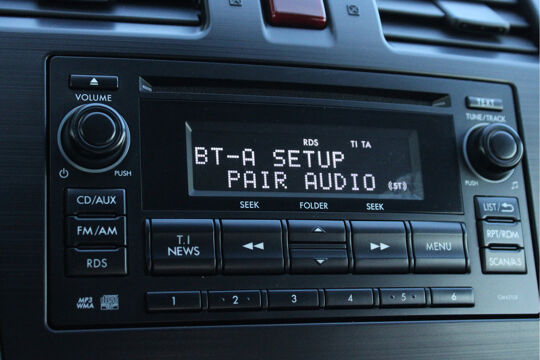 TEXT
VOLUME
TUNE/TRACK
RDS TI TA
BT-A SETUP
PAIR AUDIO (ST)
PUSH
PUSH
SEEK FOLDER SEEK
CD/AUX
LIST/
FM/AM
T.I
NEWS
MENU
RPT/RDM
RDS
SCAN/A.S
MP3
WMA
1 2 3 4 5 6